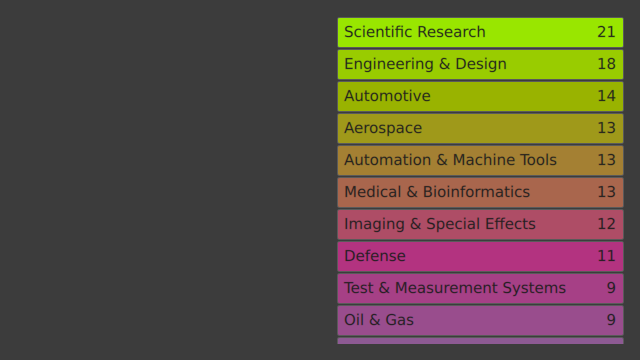 Scientific Research 21
Engineering & Design 18
Automotive 14
Aerospace 13
Automation & Machine Tools 13
Medical & Bioinformatics 13
Imaging & Special Effects 12
Defense 11
Test & Measurement Systems 9
Oil & Gas 9